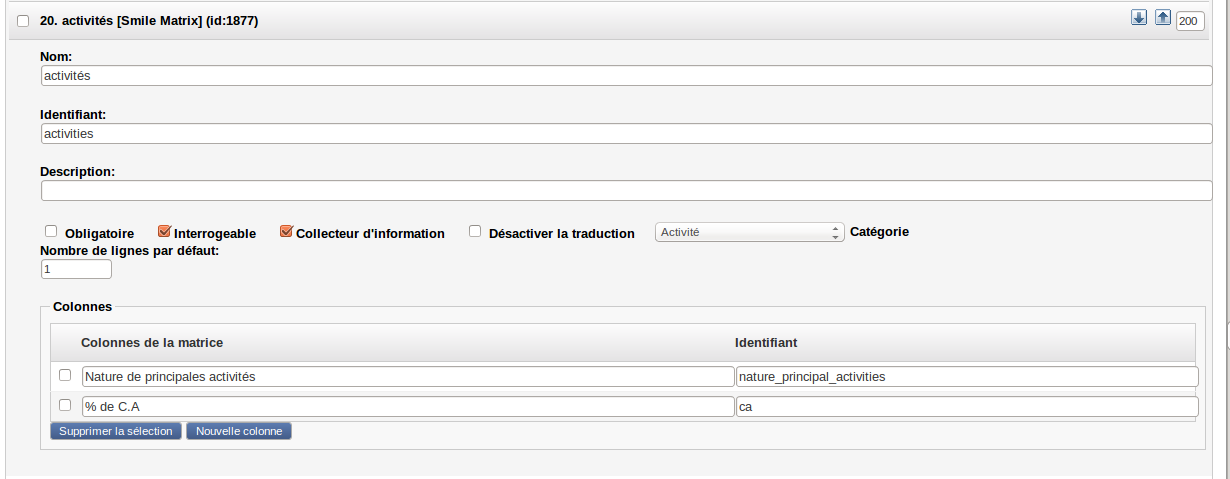 20. activités [Smile Matrix] (id:1877)
200
Nom:
activités
Identifiant:
activities
Description:
Obligatoire Interrogeable Collecteur d'information Désactiver la traduction Activité Catégorie
Nombre de lignes par défaut:
1
Colonnes
Colonnes de la matrice Identifiant
Nature de principales activités nature_principal_activities
% de C.A ca
Supprimer la sélection Nouvelle colonne